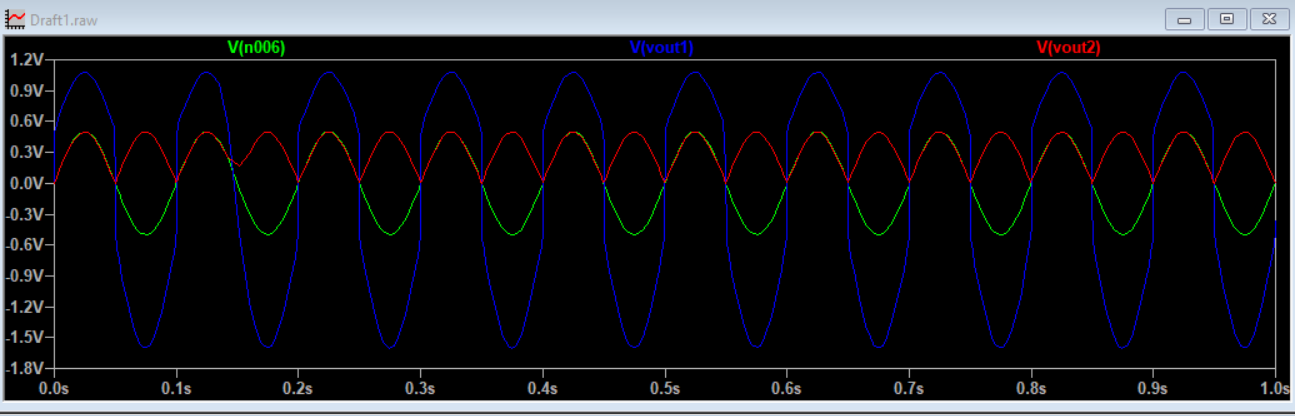 Draft1.raw
V(n006) V(vout1) V(vout2)
1.2V
0.9V
0.6V
0.3V
0.0V
-0.3V
-0.6V
-0.9V
-1.2V
-1.5V
-1.8V
0.0s 0.1s 0.2s 0.3s 0.4s 0.5s 0.6s 0.7s 0.8s 0.9s 1.0s